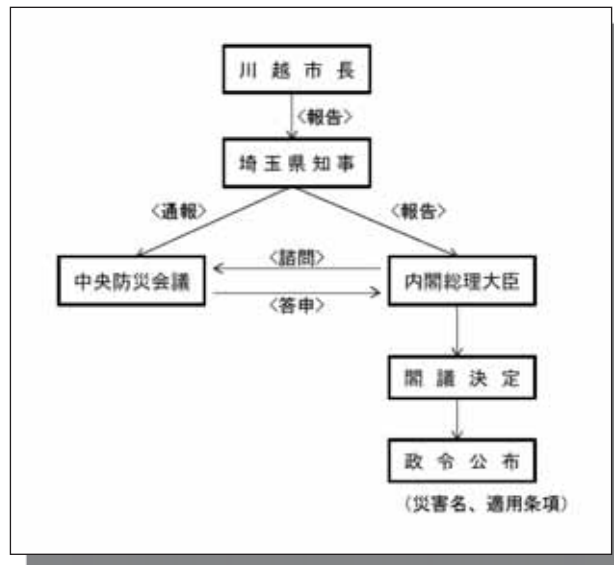 川越市長
〈報告〉
埼玉県知事
〈通報〉 〈報告〉
〈諮問〉
中央防災会議 内閣総理大臣
〈答申〉
閣議決定
政令公布
(災害名、適用条項)